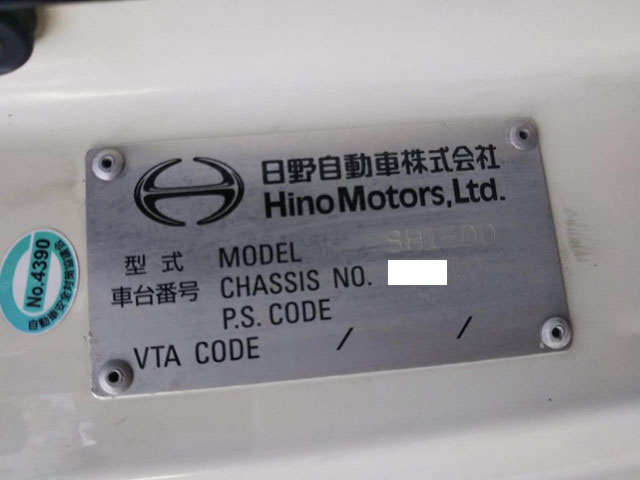 日野自動車株式会社
Hino Motors, Ltd.
型式 MODEL
車台番号 CHASSIS NO.
P.S. CODE
VTA CODE / /
No.4390